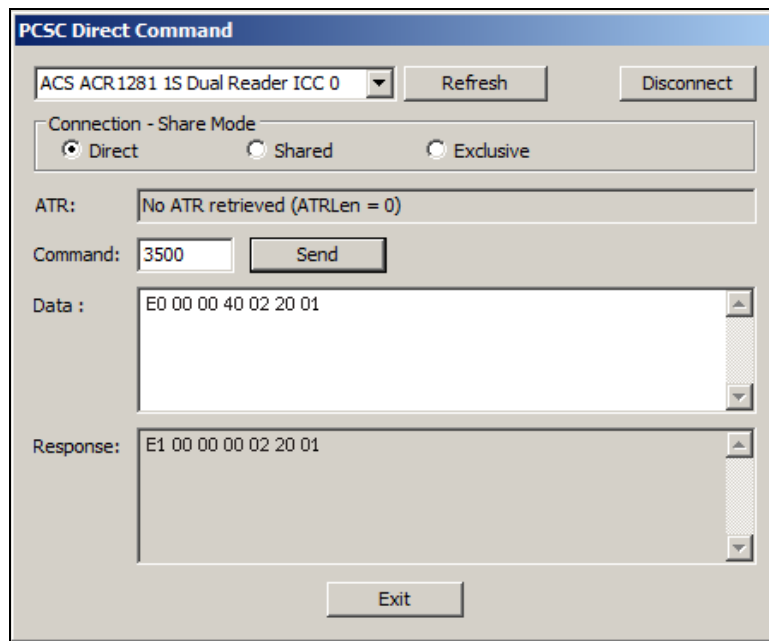 PCSC Direct Command
ACS ACR1281 1S Dual Reader ICC 0 Refresh Disconnect
Connection - Share Mode
Direct Shared Exclusive
ATR: No ATR retrieved (ATRLen = 0)
Command: 3500 Send
Data : E0 00 00 40 02 20 01
Response: E1 00 00 00 02 20 01
Exit